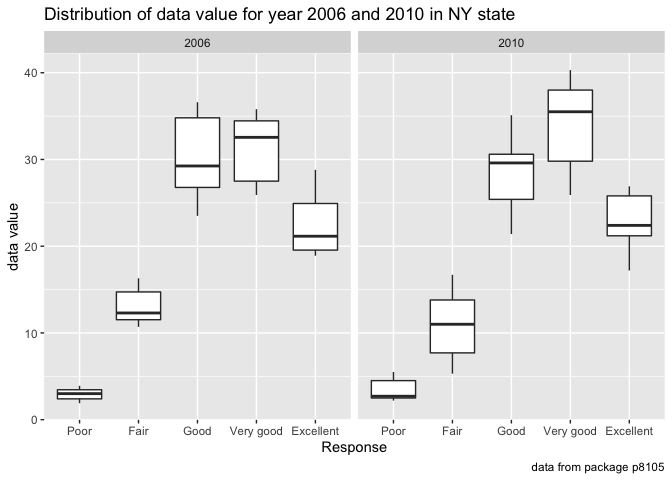 Distribution of data value for year 2006 and 2010 in NY state
2006 2010
40
30
20
10
0
data value
Poor Fair Good Very good Excellent Poor Fair Good Very good Excellent
Response
data from package p8105